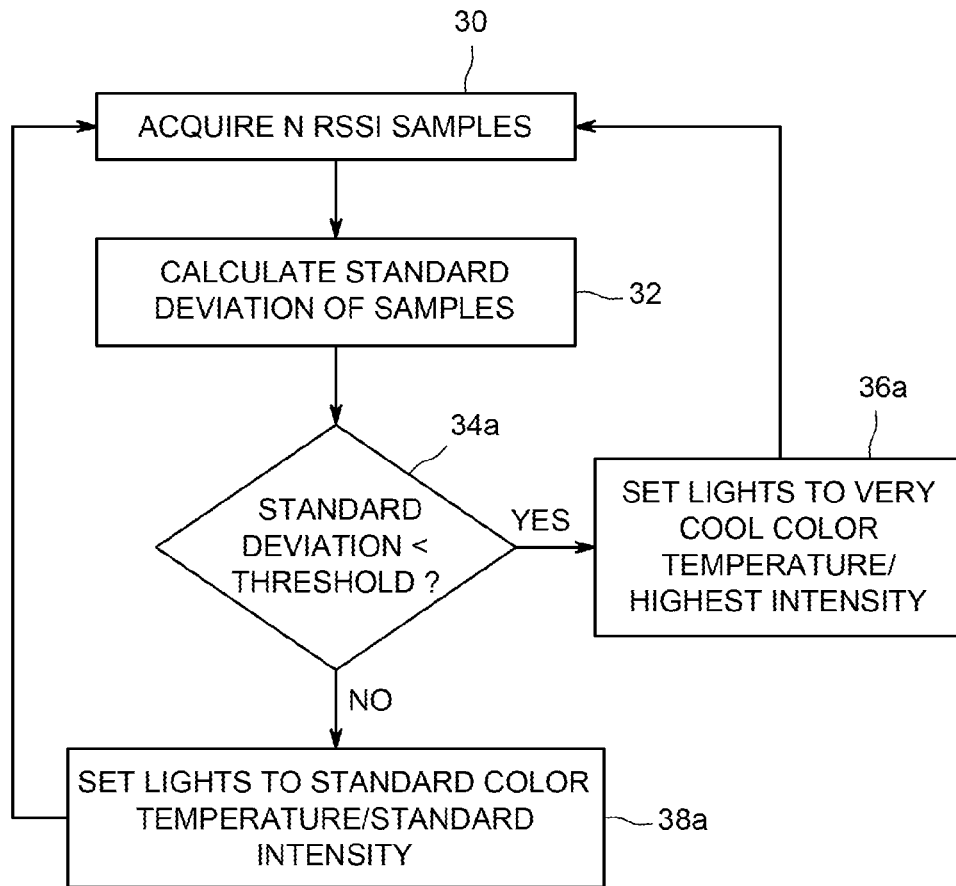 30
ACQUIRE N RSSI SAMPLES
CALCULATE STANDARD
DEVIATION OF SAMPLES
32
34a
STANDARD
DEVIATION <
THRESHOLD ?
YES
36a
SET LIGHTS TO VERY
COOL COLOR
TEMPERATURE/
HIGHEST INTENSITY
NO
SET LIGHTS TO STANDARD COLOR
TEMPERATURE/STANDARD
INTENSITY
38a